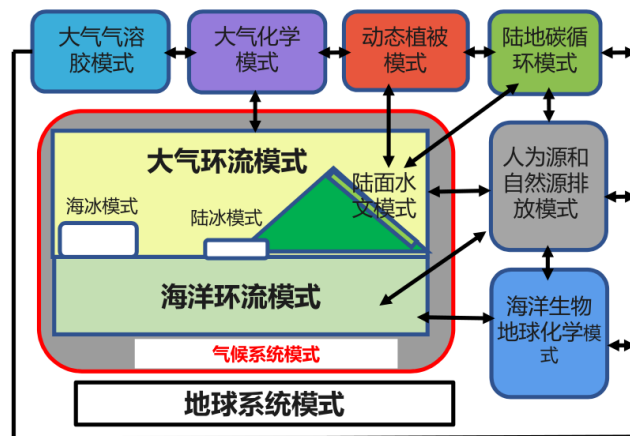 大气气溶
胶模式
大气化学
模式
动态植被
模式
陆地碳循
环模式
大气环流模式
陆面水
文模式
海冰模式
陆冰模式
人为源和
自然源排
放模式
海洋环流模式
海洋生物
地球化学模
式
气候系统模式
地球系统模式